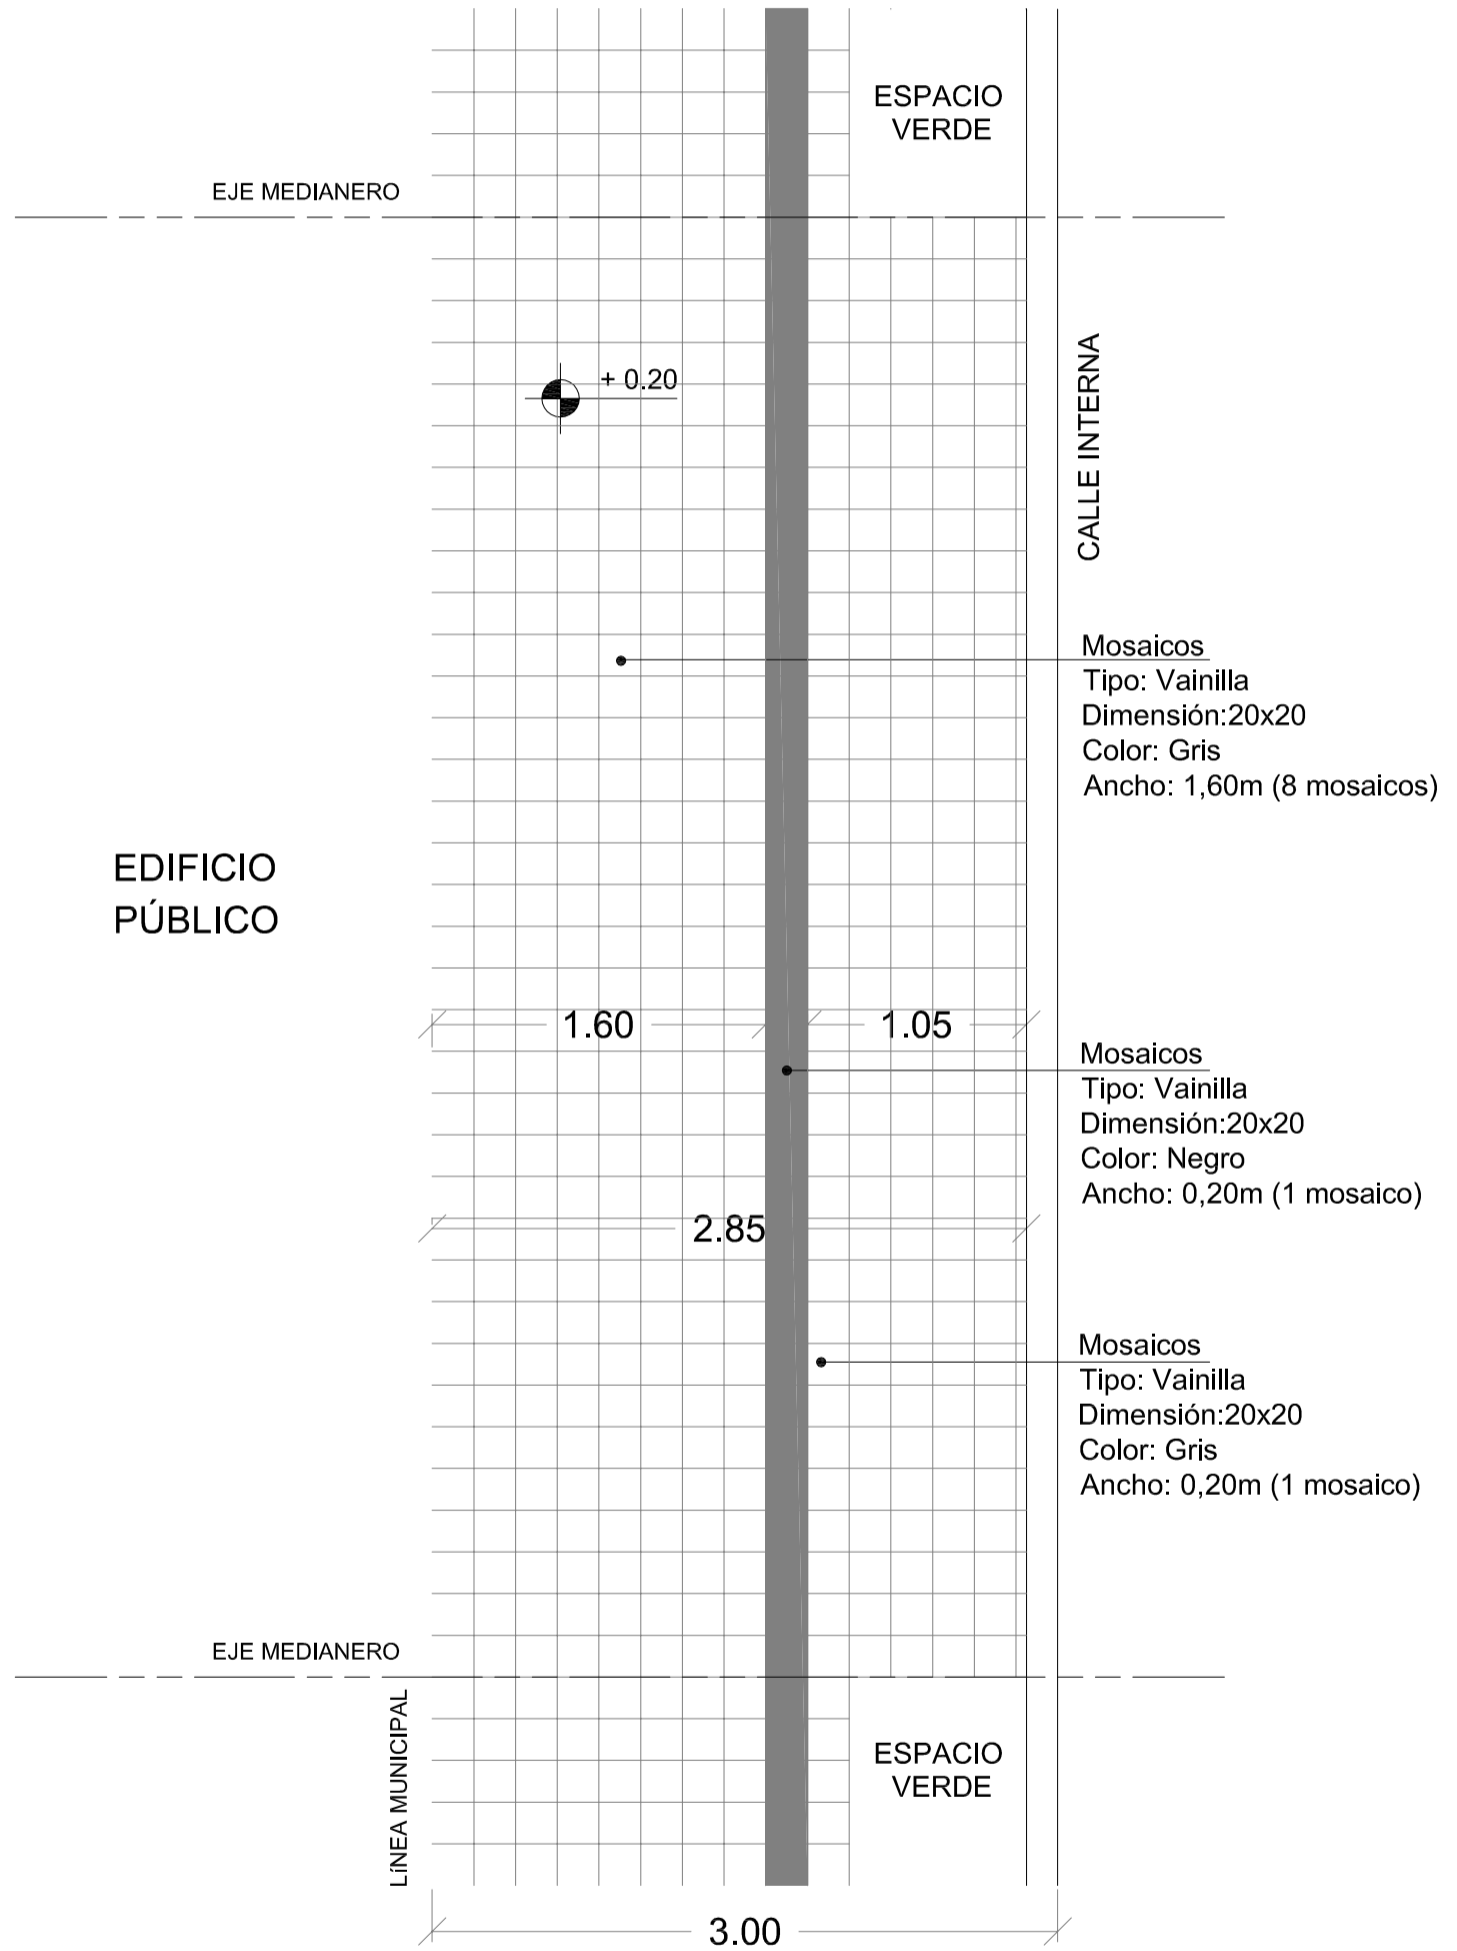 ESPACIO
VERDE
EJE MEDIANERO
+ 0.20
CALLE INTERNA
Mosaicos
Tipo: Vainilla
Dimensión:20x20
Color: Gris
Ancho: 1,60m (8 mosaicos)
EDIFICIO
PÚBLICO
1.60
1.05
Mosaicos
Tipo: Vainilla
Dimensión:20x20
Color: Negro
Ancho: 0,20m (1 mosaico)
2.85
Mosaicos
Tipo: Vainilla
Dimensión:20x20
Color: Gris
Ancho: 0,20m (1 mosaico)
EJE MEDIANERO
LíNEA MUNICIPAL
ESPACIO
VERDE
3.00